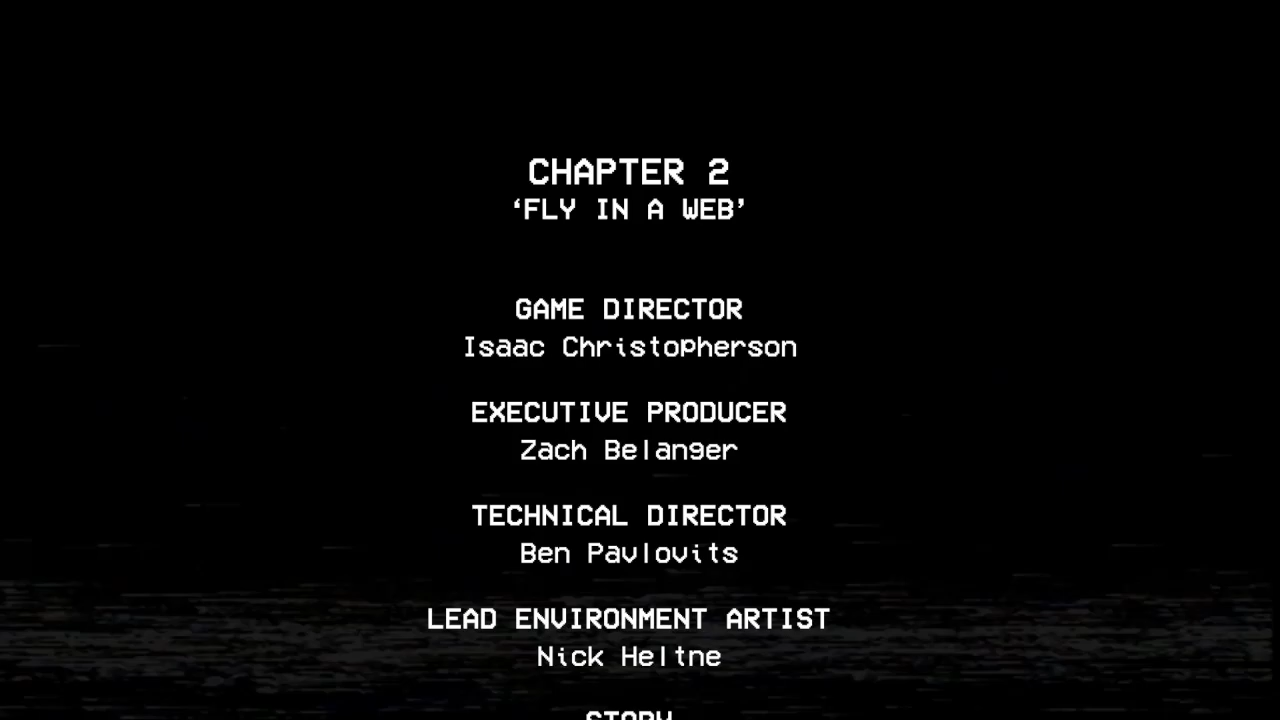 CHAPTER 2
‘FLY IN A WEB’
GAME DIRECTOR
Isaac Christopherson
EXECUTIVE PRODUCER
Zach Belanger
TECHNICAL DIRECTOR
Ben Pavlovits
LEAD ENVIRONMENT ARTIST
Nick Heltne
STORY